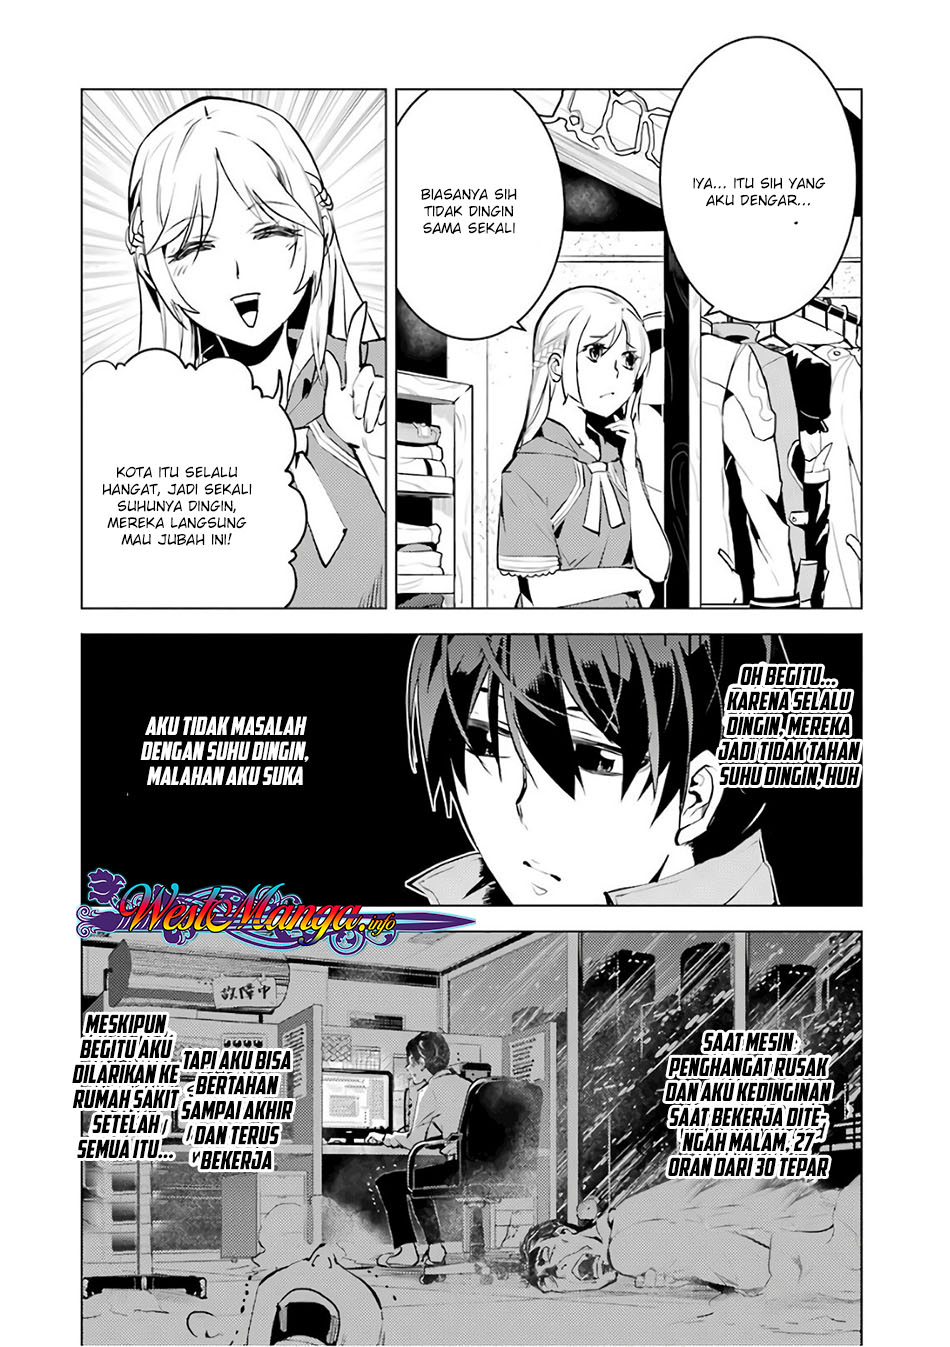 IYA... ITU SIH YANG
AKU DENGAR...
BIASANYA SIH
TIDAK DINGIN
SAMA SEKALI
KOTA ITU SELALU
HANGAT, JADI SEKALI
SUHUNYA DINGIN,
MEREKA LANGSUNG
MAU JUBAH INI!
OH BEGITU...
KARENA SELALU
DINGIN, MEREKA
JADI TIDAK TAHAN
SUHU DINGIN, HUH
AKU TIDAK MASALAH
DENGAN SUHU DINGIN,
MALAHAN AKU SUKA
WestManga.info
SAAT MESIN
PENGHANGAT RUSAK
DAN AKU KEDINGINAN
SAAT BEKERJA DITE-
NGAH MALAM, 27
ORAN DARI 30 TEPAR
故障中
TAPI AKU BISA
BERTAHAN
SAMPAI AKHIR
DAN TERUS
BEKERJA
MESKIPUN
BEGITU AKU
DILARIKAN KE
RUMAH SAKIT
SETELAH
SEMUA ITU...